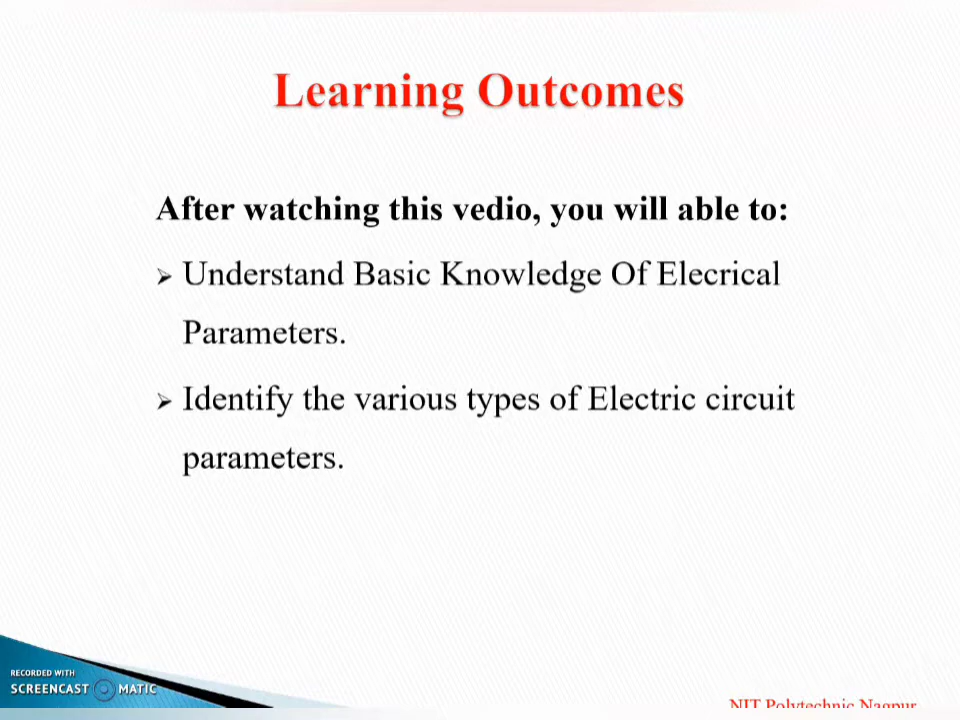 Learning Outcomes
After watching this vedio, you will able to:
➢ Understand Basic Knowledge Of Elecrical
Parameters.
➢ Identify the various types of Electric circuit
parameters.
RECORDED WITH
SCREENCAST MATIC
NIT Polytechnic Nagpur